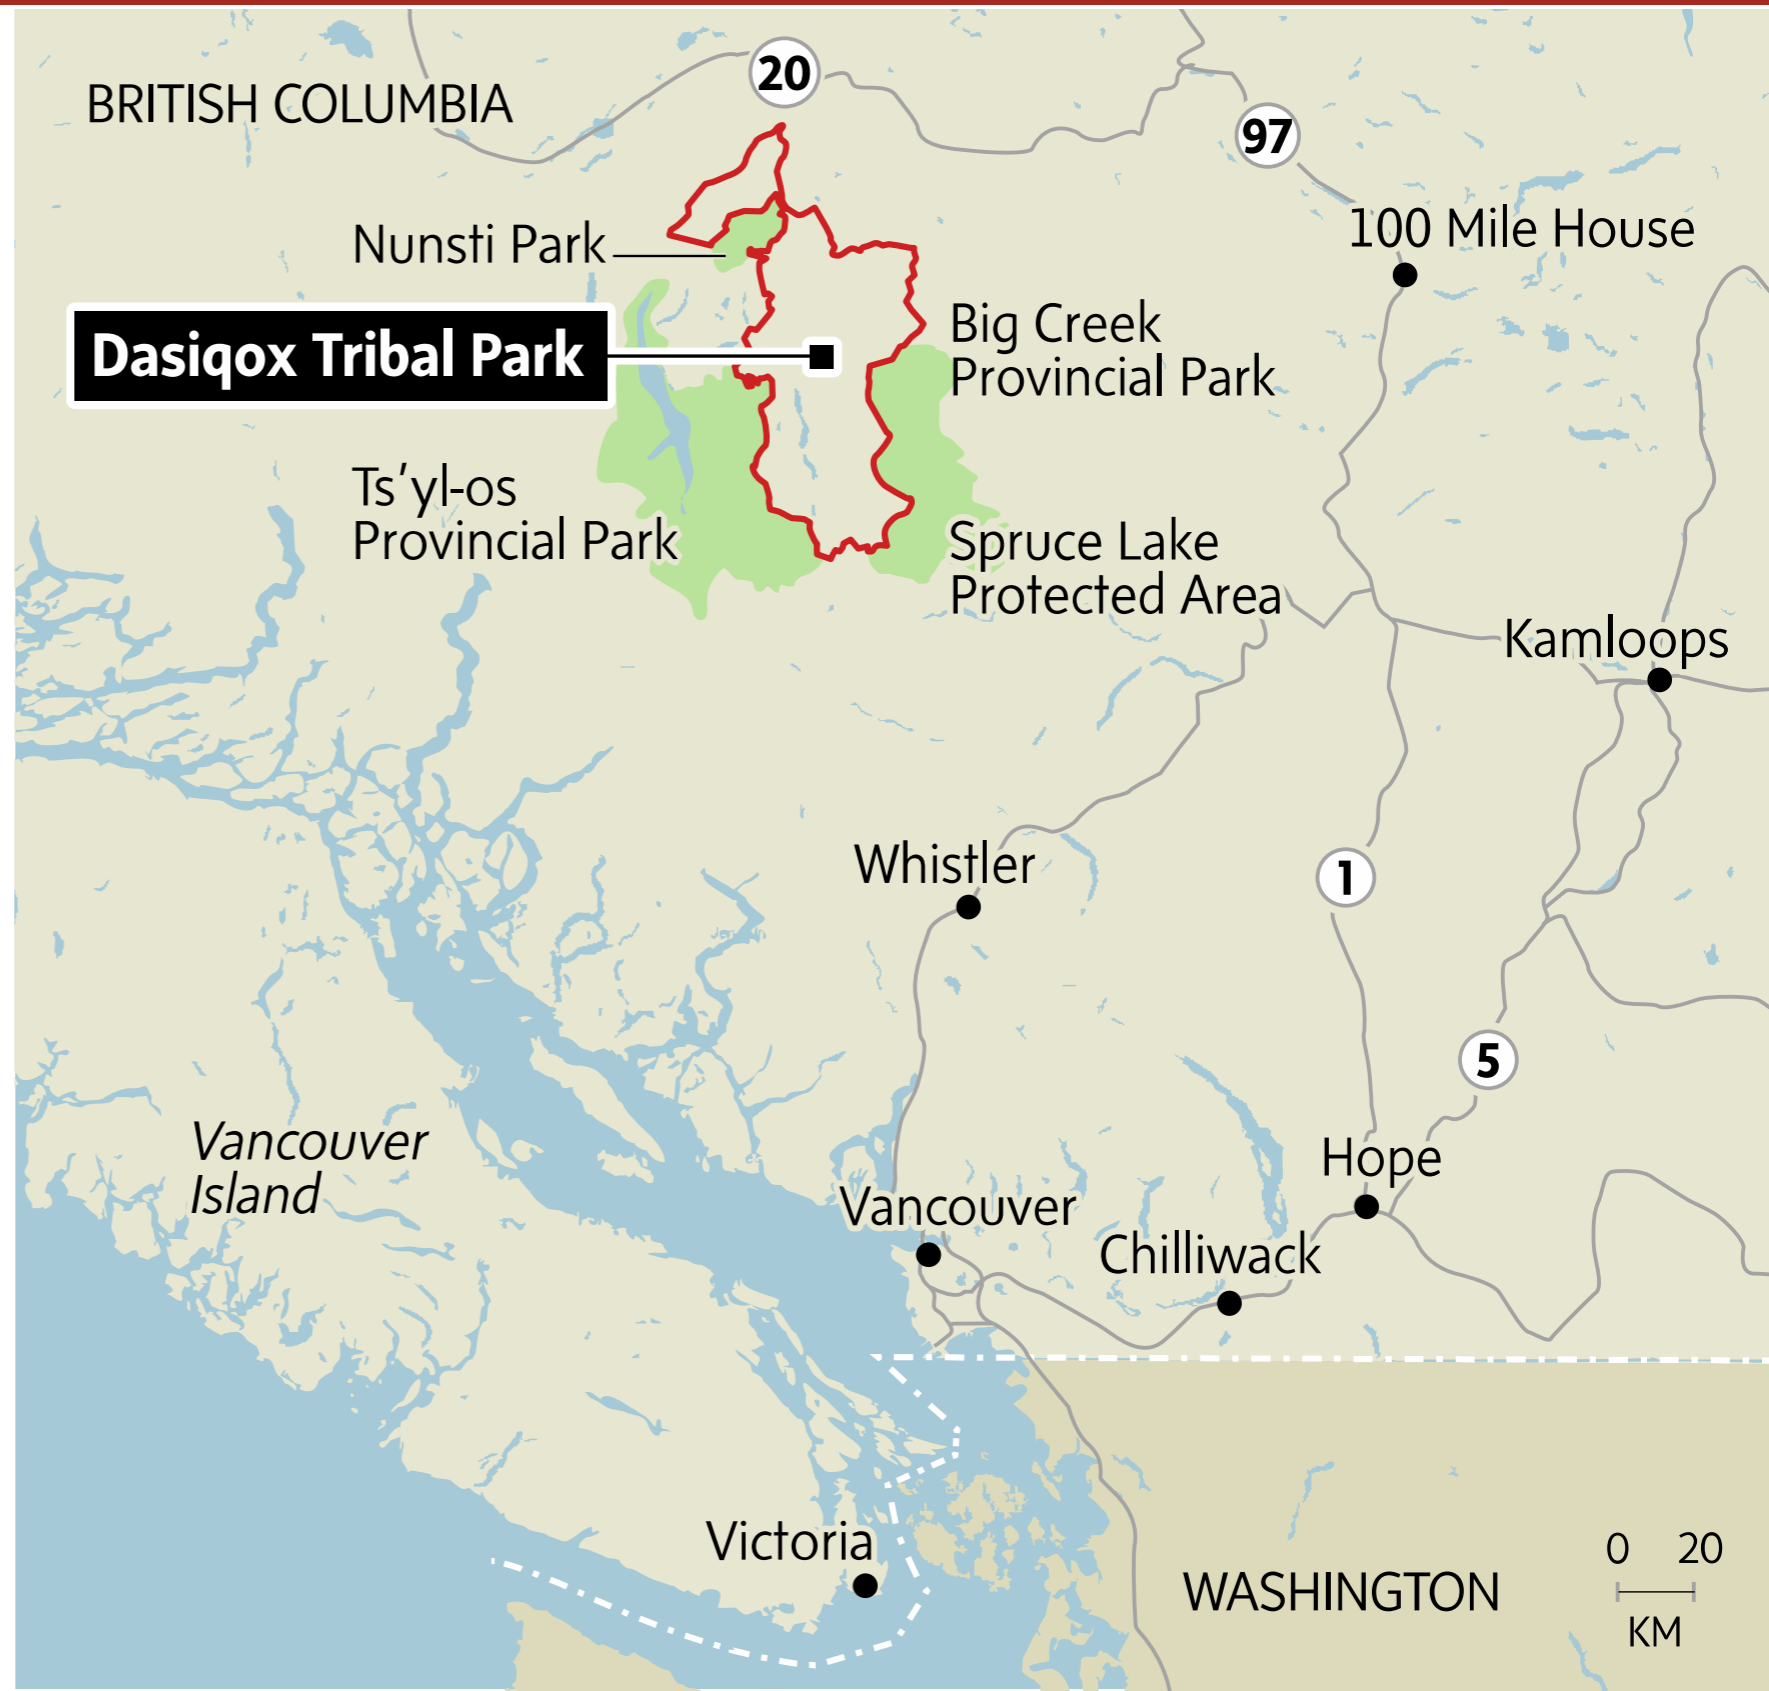 20
BRITISH COLUMBIA
97
100 Mile House
Nunsti Park
Big Creek
Provincial Park
Dasiqox Tribal Park
Ts'yl-os
Provincial Park
Spruce Lake
Protected Area
Kamloops
Whistler
1
5
Vancouver
Island
Hope
Vancouver
Chilliwack
Victoria
0 20
KM
WASHINGTON